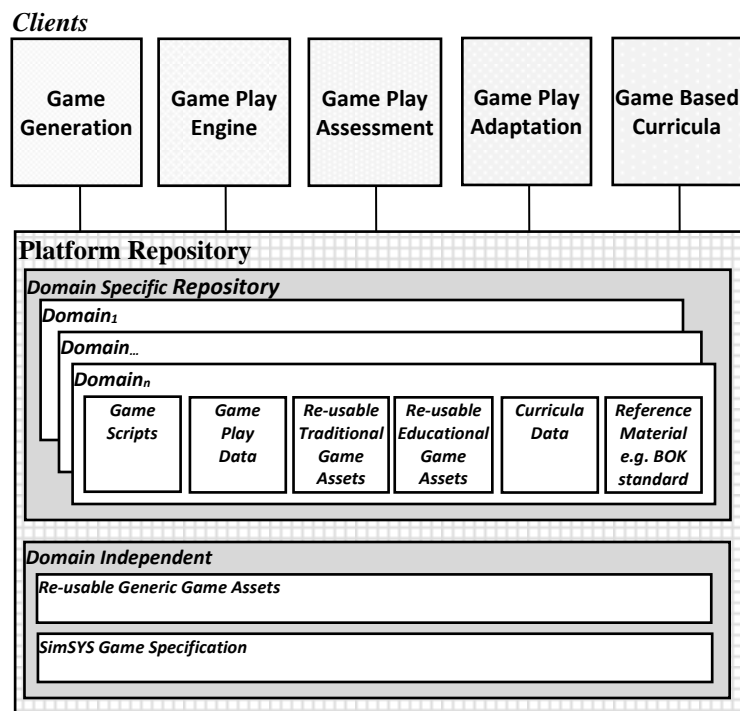 Clients
Game
Generation
Game Play
Engine
Game Play
Assessment
Game Play
Adaptation
Game Based
Curricula
Platform Repository
Domain Specific Repository
Domain1
Domain...
Domainn
Game
Scripts
Game
Play
Data
Re-usable
Traditional
Game
Assets
Re-usable
Educational
Game
Assets
Curricula
Data
Reference
Material
e.g. BOK
standard
Domain Independent
Re-usable Generic Game Assets
SimSYS Game Specification